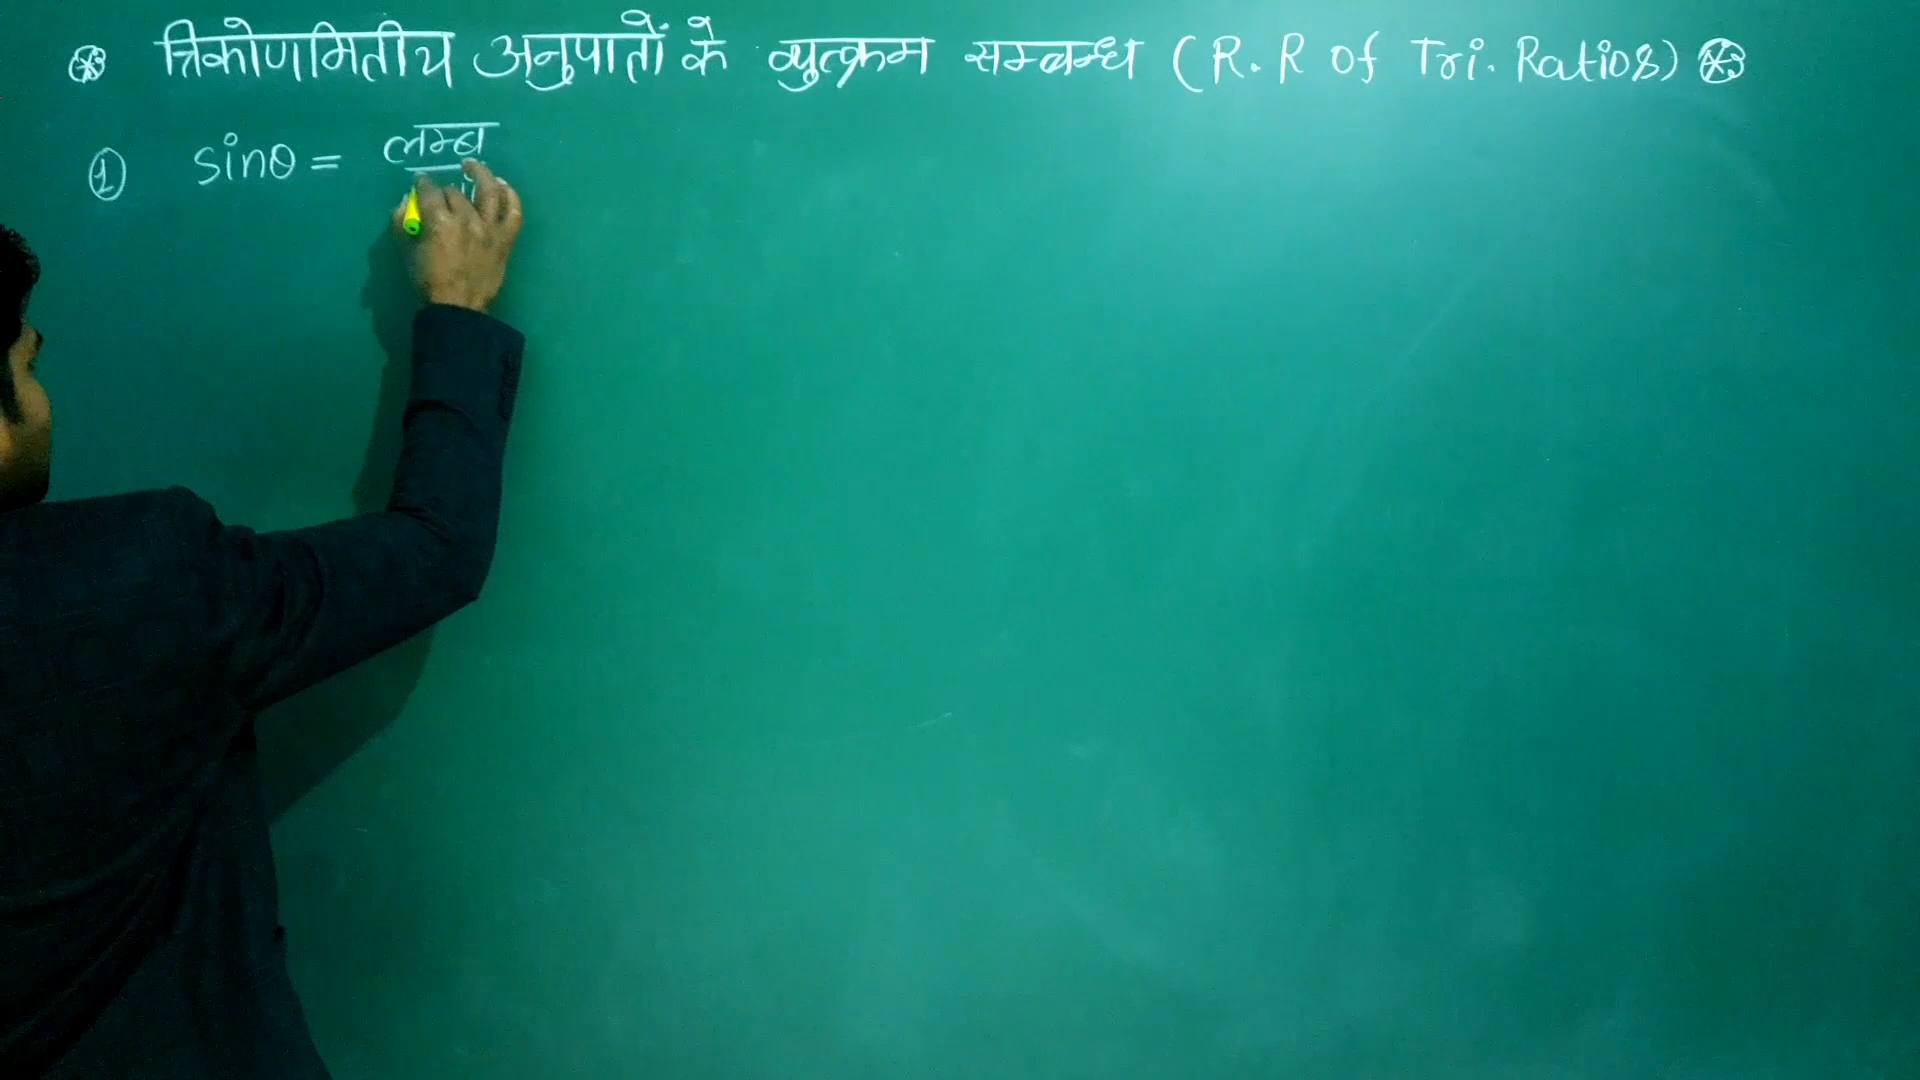 त्रिकोणमितीय अनुपातों के व्युत्क्रम सम्बन्ध (R.R of Tri. Ratios)
① sinθ = लम्ब